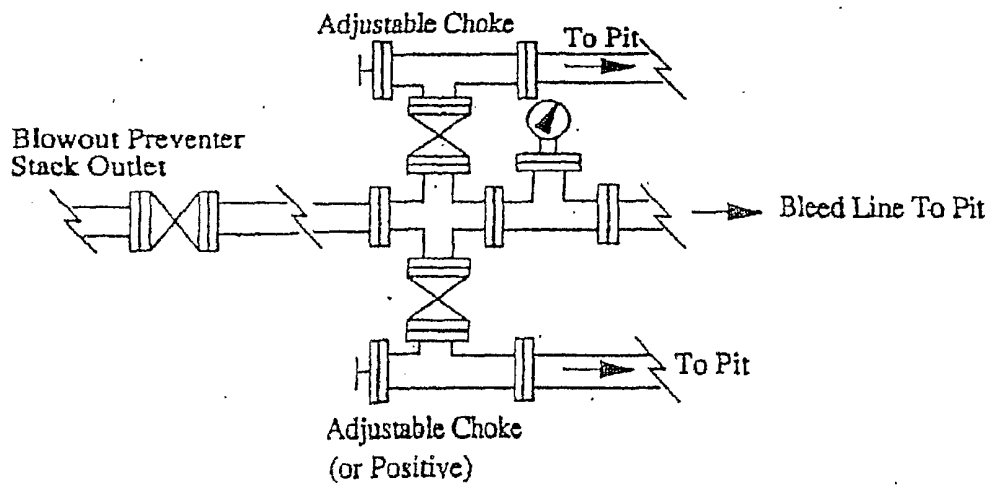 Adjustable Choke
To Pit
Blowout Preventer
Stack Outlet
Bleed Line To Pit
To Pit
Adjustable Choke
(or Positive)